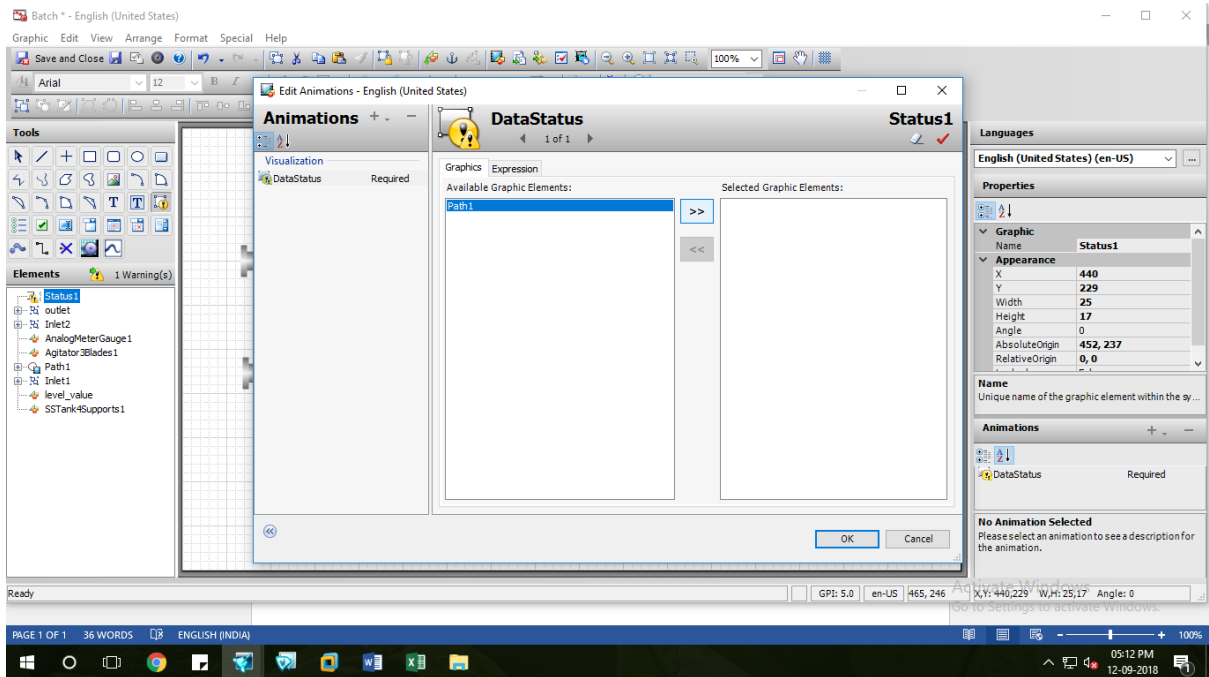 Batch * - English (United States)
Graphic Edit View Arrange Format Special Help
Save and Close 100%
Arial 12 B I
Edit Animations - English (United States)
Animations
DataStatus
Status1
1 of 1
Visualization
DataStatus Required
Graphics Expression
Available Graphic Elements:
Selected Graphic Elements:
Path1
>>
<<
OK Cancel
Tools
Elements 1 Warning(s)
Status1
outlet
Inlet2
AnalogMeterGauge1
Agitator3Blades1
Path1
Inlet1
level_value
SSTank4Supports1
Languages
English (United States) (en-US) ...
Properties
Graphic
Name Status1
Appearance
X 440
Y 229
Width 25
Height 17
Angle 0
AbsoluteOrigin 452, 237
RelativeOrigin 0, 0
Name
Unique name of the graphic element within the sy...
Animations
DataStatus Required
No Animation Selected
Please select an animation to see a description for
the animation.
Ready GPI: 5.0 en-US 465, 246 X,Y: 440,229 W,H: 25,17 Angle: 0
Activate Windows
Go to Settings to activate Windows.
PAGE 1 OF 1 36 WORDS ENGLISH (INDIA) 100%
05:12 PM
12-09-2018